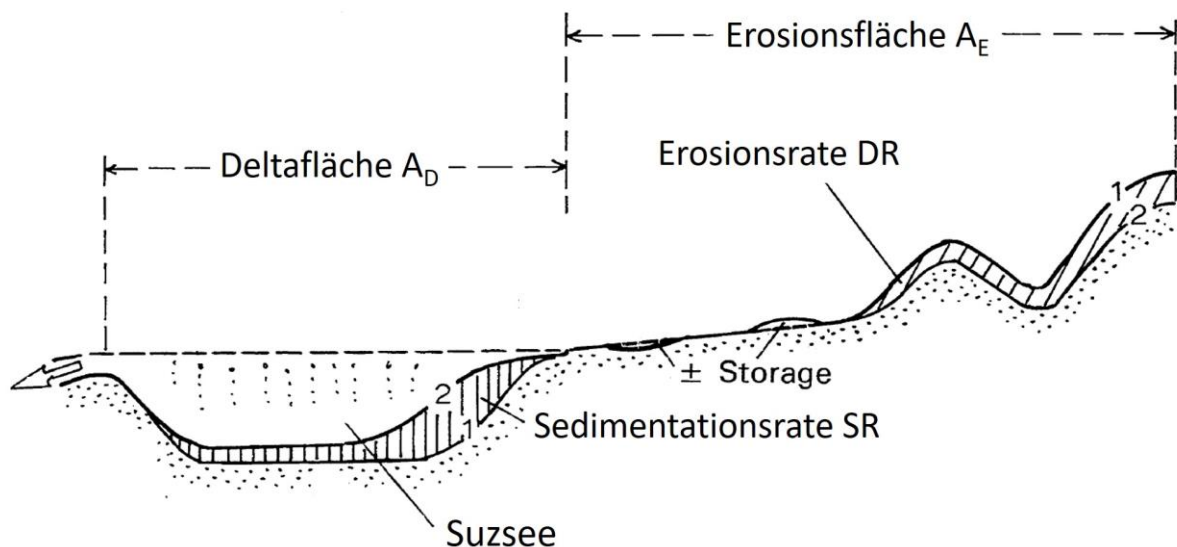 Erosionsfläche A_E
Deltafläche A_D
Erosionsrate DR
1
2
± Storage
2
1
Sedimentationsrate SR
Suzsee